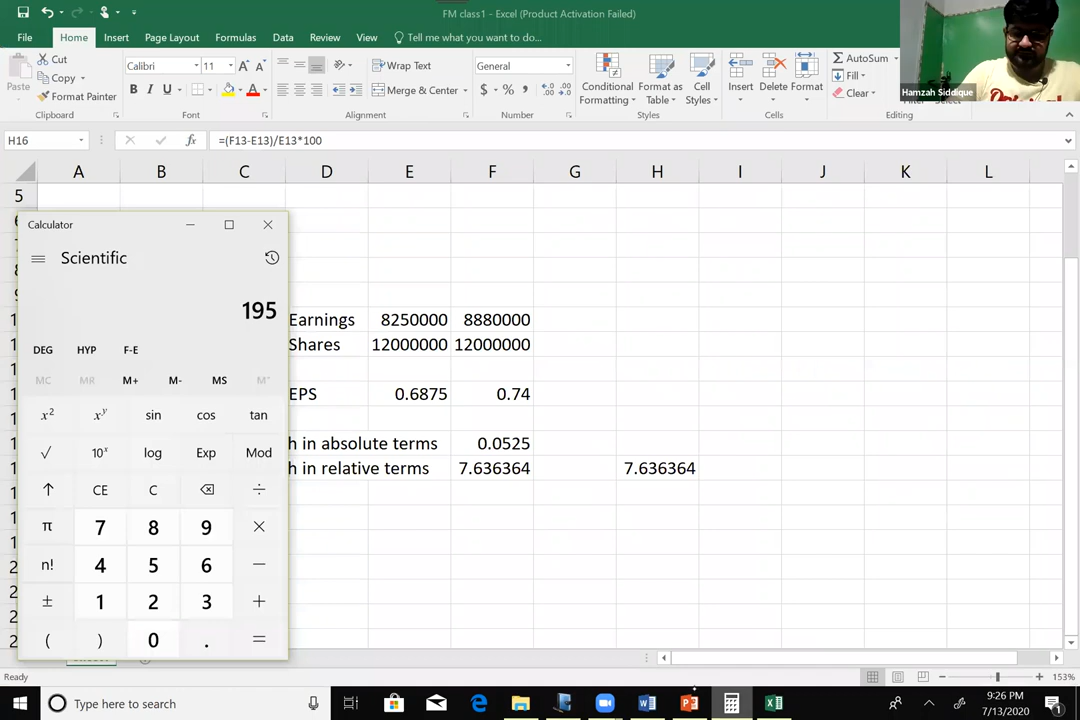 FM class1 - Excel (Product Activation Failed)
File Home Insert Page Layout Formulas Data Review View Tell me what you want to do...
Paste
Cut
Copy
Format Painter
Clipboard
Calibri 11
B I U
Font
Wrap Text
Merge & Center
Alignment
General
$ % ,
Number
Conditional Formatting
Format as Table
Cell Styles
Styles
Insert Delete Format
Cells
AutoSum
Fill
Clear
Editing
Hamzah Siddique
H16 fx =(F13-E13)/E13*100
A B C D E F G H I J K L
5
Earnings 8250000 8880000
Shares 12000000 12000000
EPS 0.6875 0.74
h in absolute terms 0.0525
h in relative terms 7.636364 7.636364
Calculator
Scientific
195
DEG HYP F-E
MC MR M+ M- MS M˅
x² xʸ sin cos tan
√ 10ˣ log Exp Mod
↑ CE C ⌫ ÷
π 7 8 9 ×
n! 4 5 6 −
± 1 2 3 +
( ) 0 . =
Ready
153%
Type here to search
9:26 PM
7/13/2020
1